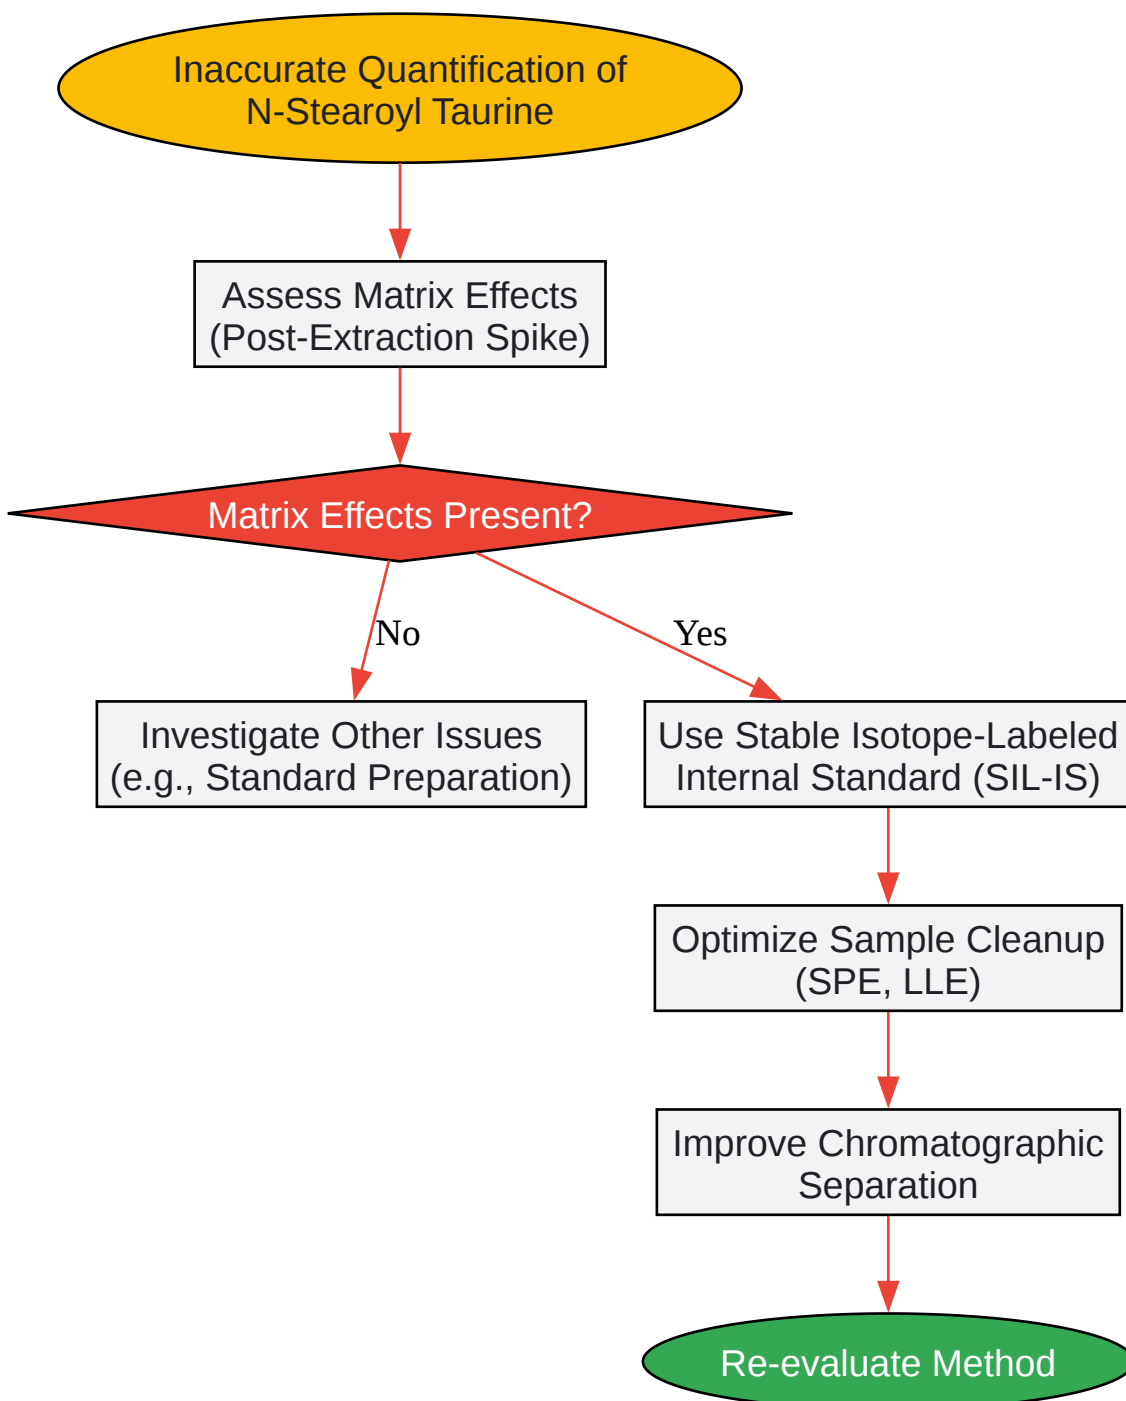 Inaccurate Quantification of
N-Stearoyl Taurine
Assess Matrix Effects
(Post-Extraction Spike)
Matrix Effects Present?
No
Yes
Investigate Other Issues
(e.g., Standard Preparation)
Use Stable Isotope-Labeled
Internal Standard (SIL-IS)
Optimize Sample Cleanup
(SPE, LLE)
Improve Chromatographic
Separation
Re-evaluate Method